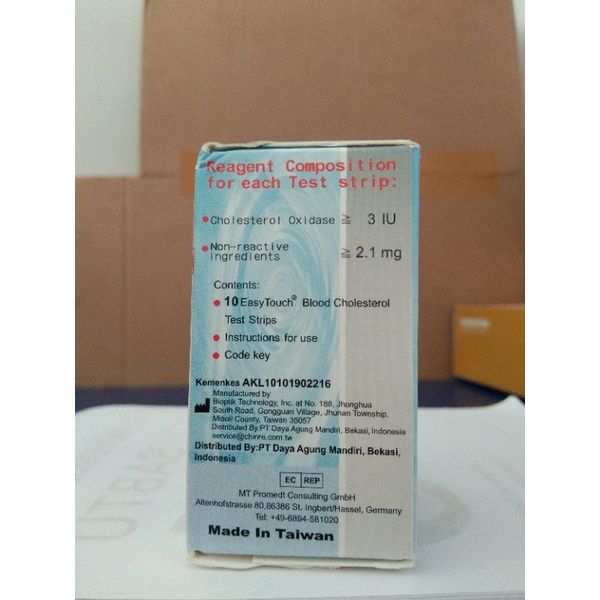 Reagent Composition
for each Test strip:
Cholesterol Oxidase ≧ 3 IU
Non-reactive
ingredients ≧ 2.1 mg
Contents:
10 EasyTouch® Blood Cholesterol
Test Strips
Instructions for use
Code key
Kemenkes AKL10101902216
Manufactured by
Bioptik Technology, Inc. at No. 188, Jhonghua
South Road, Gongguan Village, Jhunan Township,
Miaoli County, Taiwan 35057
Distributed By:PT Daya Agung Mandiri, Bekasi, Indonesia
service@chinre.com.tw
Distributed By:PT Daya Agung Mandiri, Bekasi,
Indonesia
EC REP
MT Promedt Consulting GmbH
Altenhofstrasse 80,66386 St. Ingbert/Hassel, Germany
Tel: +49-6894-581020
Made In Taiwan